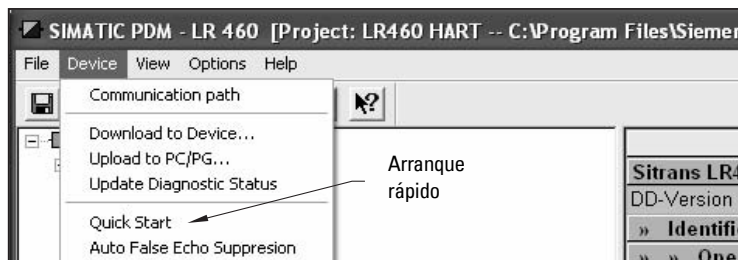 SIMATIC PDM - LR 460 [Project: LR460 HART -- C:\Program Files\Siemen
File Device View Options Help
Communication path
Download to Device...
Upload to PC/PG...
Update Diagnostic Status
Quick Start
Auto False Echo Suppresion
Arranque
rápido
Sitrans LR4
DD-Version
» Identifi
» » Ope